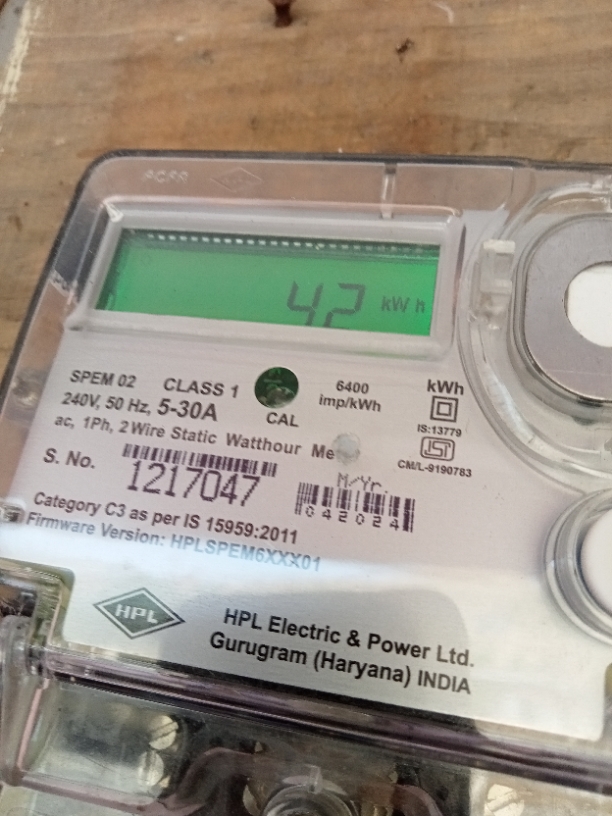 42 kWh
SPEM 02 CLASS 1
240V, 50 Hz, 5-30A
CAL
6400
imp/kWh
kWh
IS:13779
ISI
CM/L-9190783
ac, 1Ph, 2 Wire Static Watthour Me
S. No.
1217047
M/Yr.
042024
Category C3 as per IS 15959:2011
Firmware Version: HPLSPEM6XXX01
HPL
HPL Electric & Power Ltd.
Gurugram (Haryana) INDIA